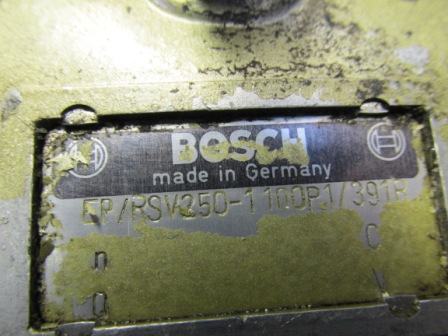 BOSCH
made in Germany
EP/RSV250-1100P1/391R
C
n